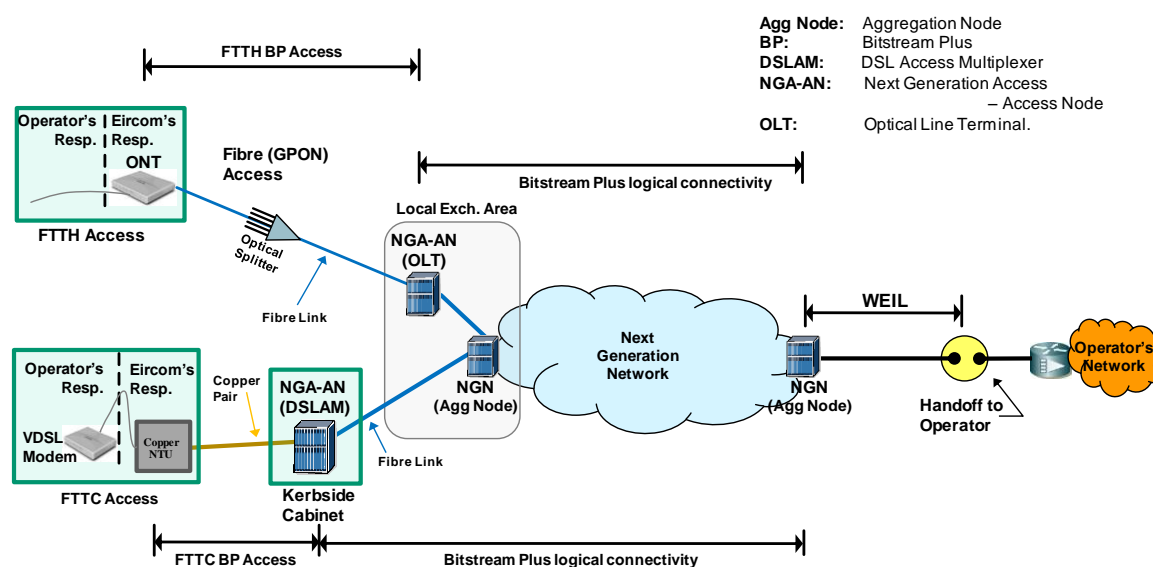 Agg Node: Aggregation Node
BP: Bitstream Plus
DSLAM: DSL Access Multiplexer
NGA-AN: Next Generation Access
– Access Node
OLT: Optical Line Terminal.
FTTH BP Access
Bitstream Plus logical connectivity
Operator's
Resp.
Eircom's
Resp.
ONT
FTTH Access
Fibre (GPON)
Access
Optical
Splitter
Fibre Link
Local Exch. Area
NGA-AN
(OLT)
NGN
(Agg Node)
Next
Generation
Network
NGN
(Agg Node)
WEIL
Handoff to
Operator
Operator's
Network
Operator's
Resp.
Eircom's
Resp.
VDSL
Modem
Copper
NTU
FTTC Access
Copper
Pair
NGA-AN
(DSLAM)
Kerbside
Cabinet
Fibre Link
FTTC BP Access
Bitstream Plus logical connectivity